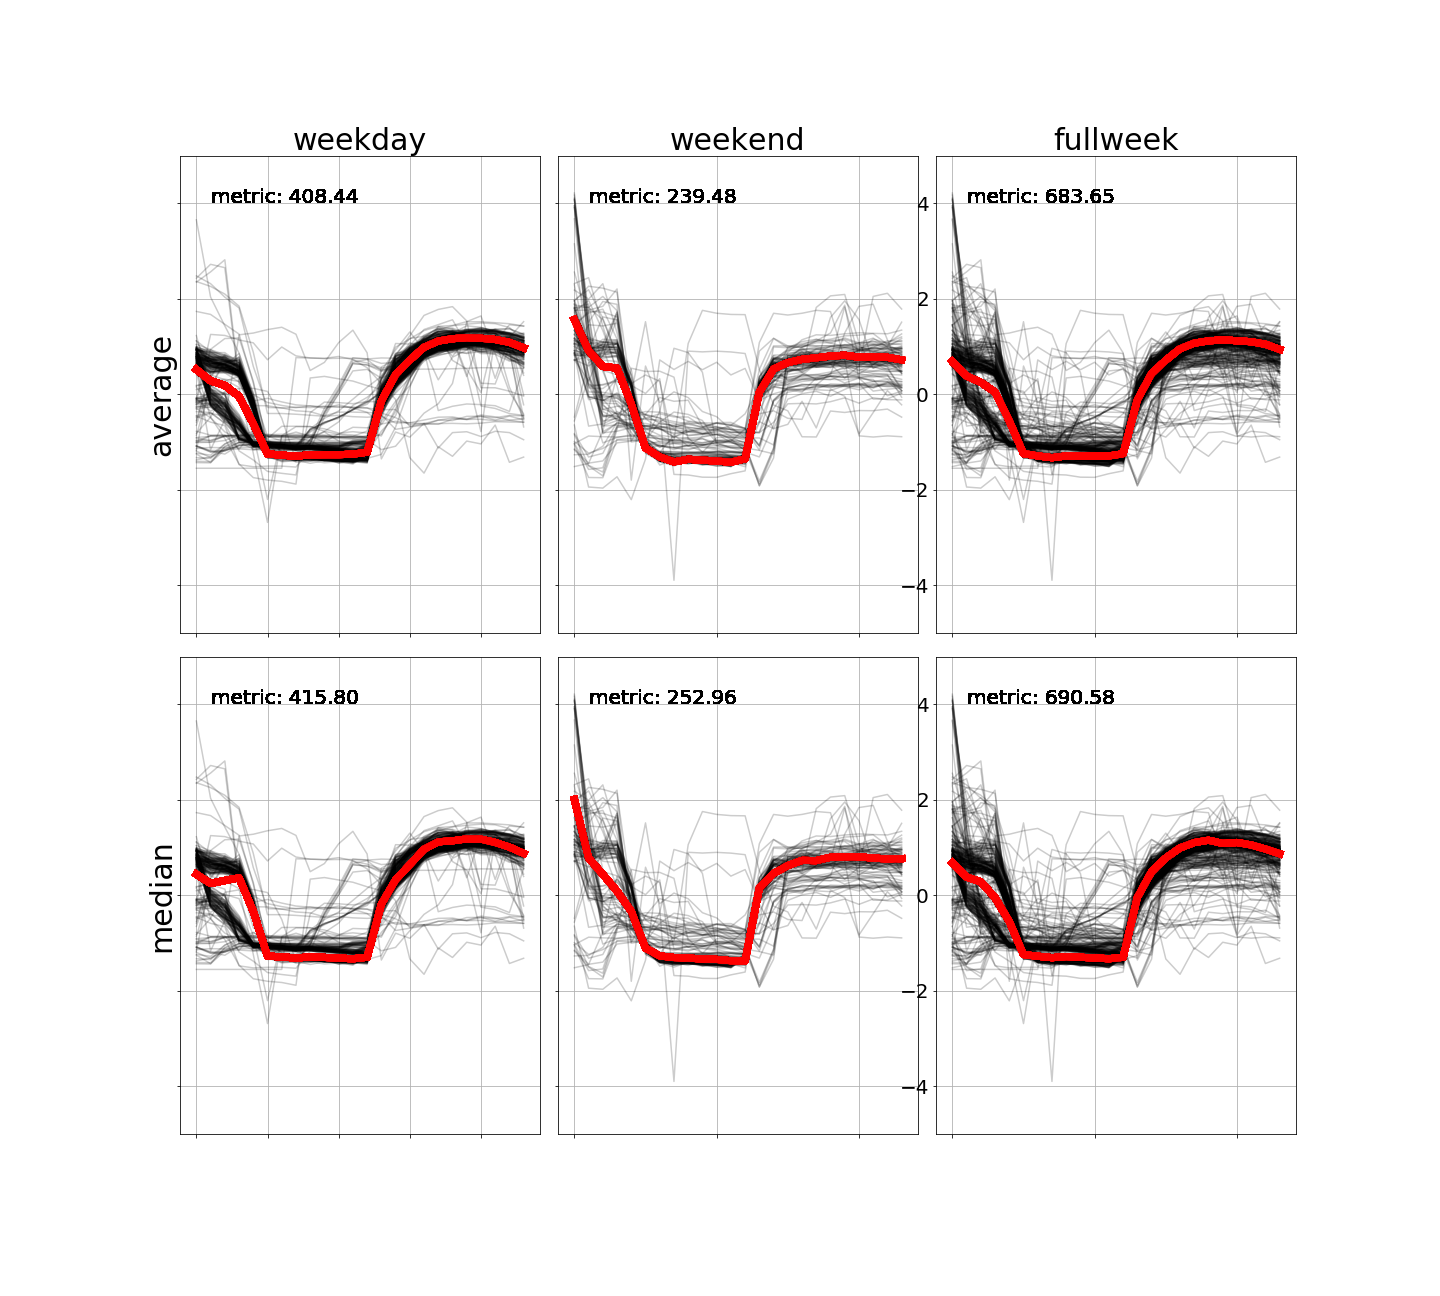 weekday weekend fullweek
metric: 408.44 metric: 239.48 metric: 683.65
4
2
0
−2
−4
average
metric: 415.80 metric: 252.96 metric: 690.58
4
2
0
−2
−4
median